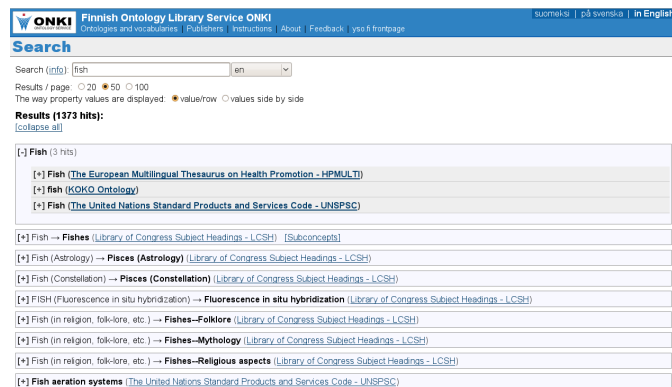 suomeksi | på svenska | in English
ONKI
ONTOLOGY SERVICE
Finnish Ontology Library Service ONKI
Ontologies and vocabularies | Publishers | Instructions | About | Feedback | yso.fi frontpage
Search
Search (info): fish en
Results / page: 20 50 100
The way property values are displayed: value/row values side by side
Results (1373 hits):
[collapse all]
[-] Fish (3 hits)
[+] Fish (The European Multilingual Thesaurus on Health Promotion - HPMULTI)
[+] fish (KOKO Ontology)
[+] Fish (The United Nations Standard Products and Services Code - UNSPSC)
[+] Fish → Fishes (Library of Congress Subject Headings - LCSH) [Subconcepts]
[+] Fish (Astrology) → Pisces (Astrology) (Library of Congress Subject Headings - LCSH)
[+] Fish (Constellation) → Pisces (Constellation) (Library of Congress Subject Headings - LCSH)
[+] FISH (Fluorescence in situ hybridization) → Fluorescence in situ hybridization (Library of Congress Subject Headings - LCSH)
[+] Fish (in religion, folk-lore, etc.) → Fishes--Folklore (Library of Congress Subject Headings - LCSH)
[+] Fish (in religion, folk-lore, etc.) → Fishes--Mythology (Library of Congress Subject Headings - LCSH)
[+] Fish (in religion, folk-lore, etc.) → Fishes--Religious aspects (Library of Congress Subject Headings - LCSH)
[+] Fish aeration systems (The United Nations Standard Products and Services Code - UNSPSC)